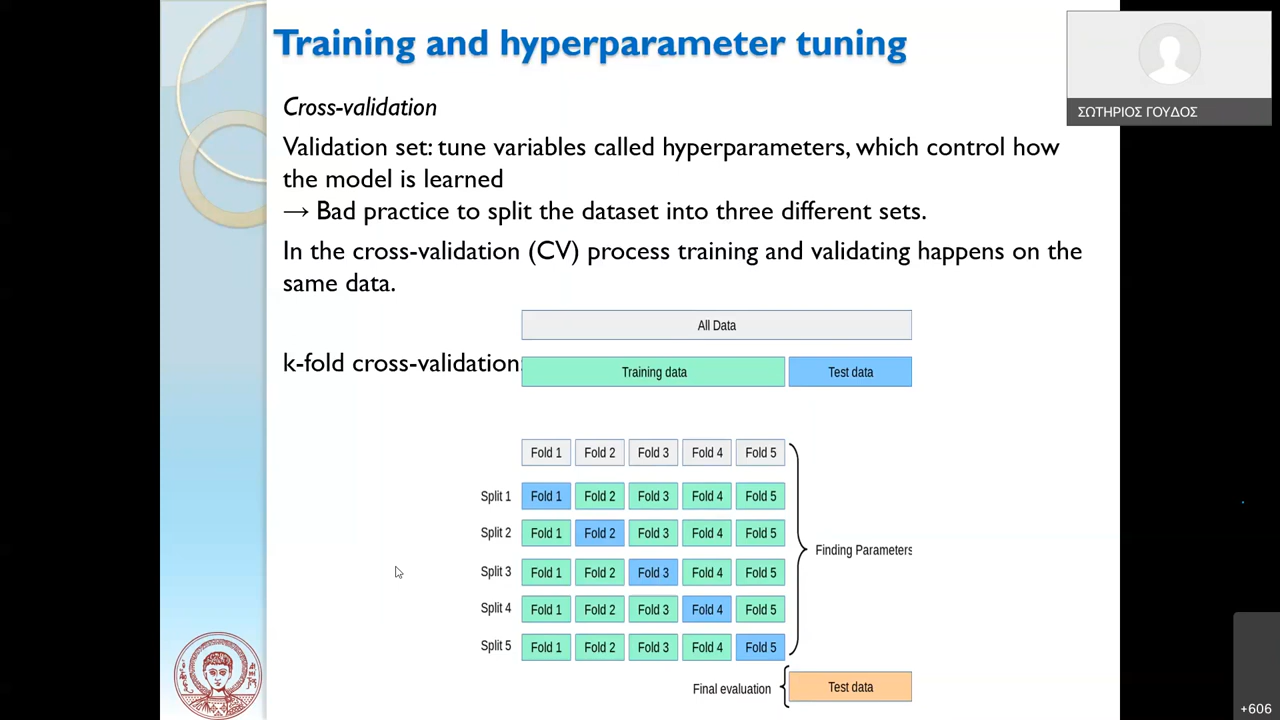 Training and hyperparameter tuning
ΣΩΤΗΡΙΟΣ ΓΟΥΔΟΣ
Cross-validation
Validation set: tune variables called hyperparameters, which control how
the model is learned
→ Bad practice to split the dataset into three different sets.
In the cross-validation (CV) process training and validating happens on the
same data.
All Data
k-fold cross-validation:
Training data Test data
Fold 1 Fold 2 Fold 3 Fold 4 Fold 5
Split 1 Fold 1 Fold 2 Fold 3 Fold 4 Fold 5
Split 2 Fold 1 Fold 2 Fold 3 Fold 4 Fold 5
Finding Parameters
Split 3 Fold 1 Fold 2 Fold 3 Fold 4 Fold 5
Split 4 Fold 1 Fold 2 Fold 3 Fold 4 Fold 5
Split 5 Fold 1 Fold 2 Fold 3 Fold 4 Fold 5
Final evaluation Test data
+606